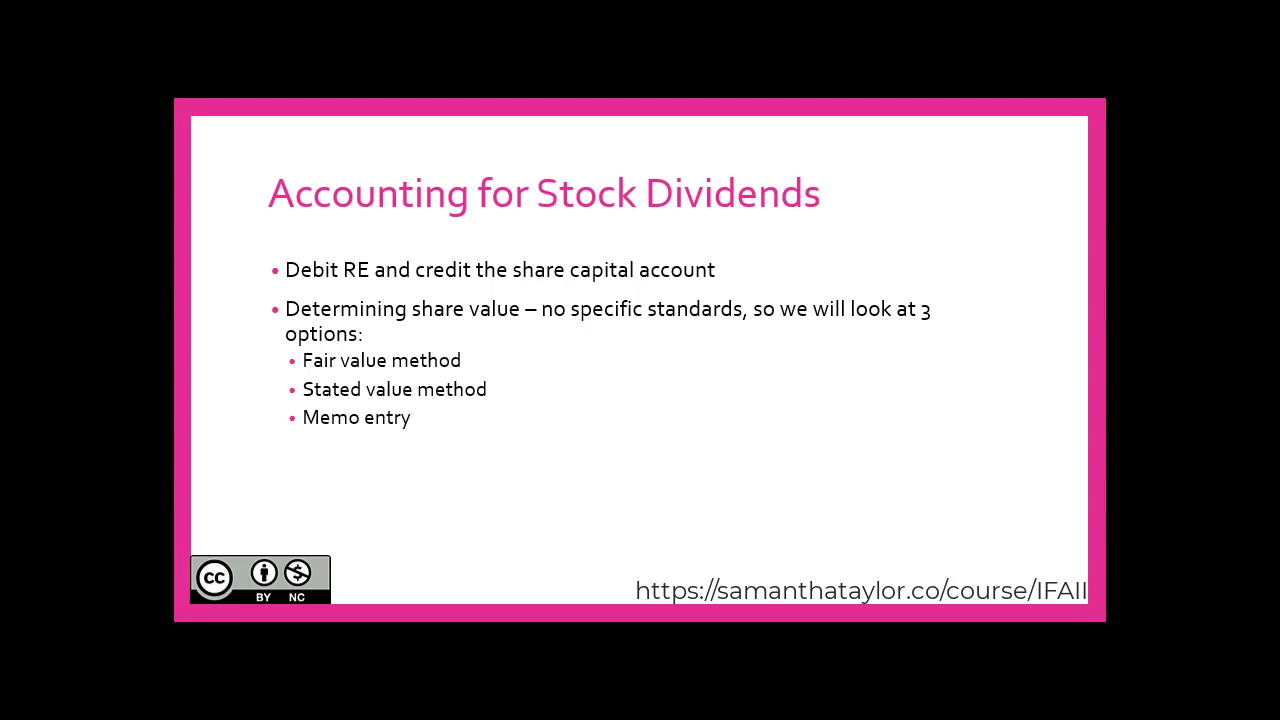 Accounting for Stock Dividends
• Debit RE and credit the share capital account
• Determining share value – no specific standards, so we will look at 3
options:
• Fair value method
• Stated value method
• Memo entry
cc
BY NC
https://samanthataylor.co/course/IFAII